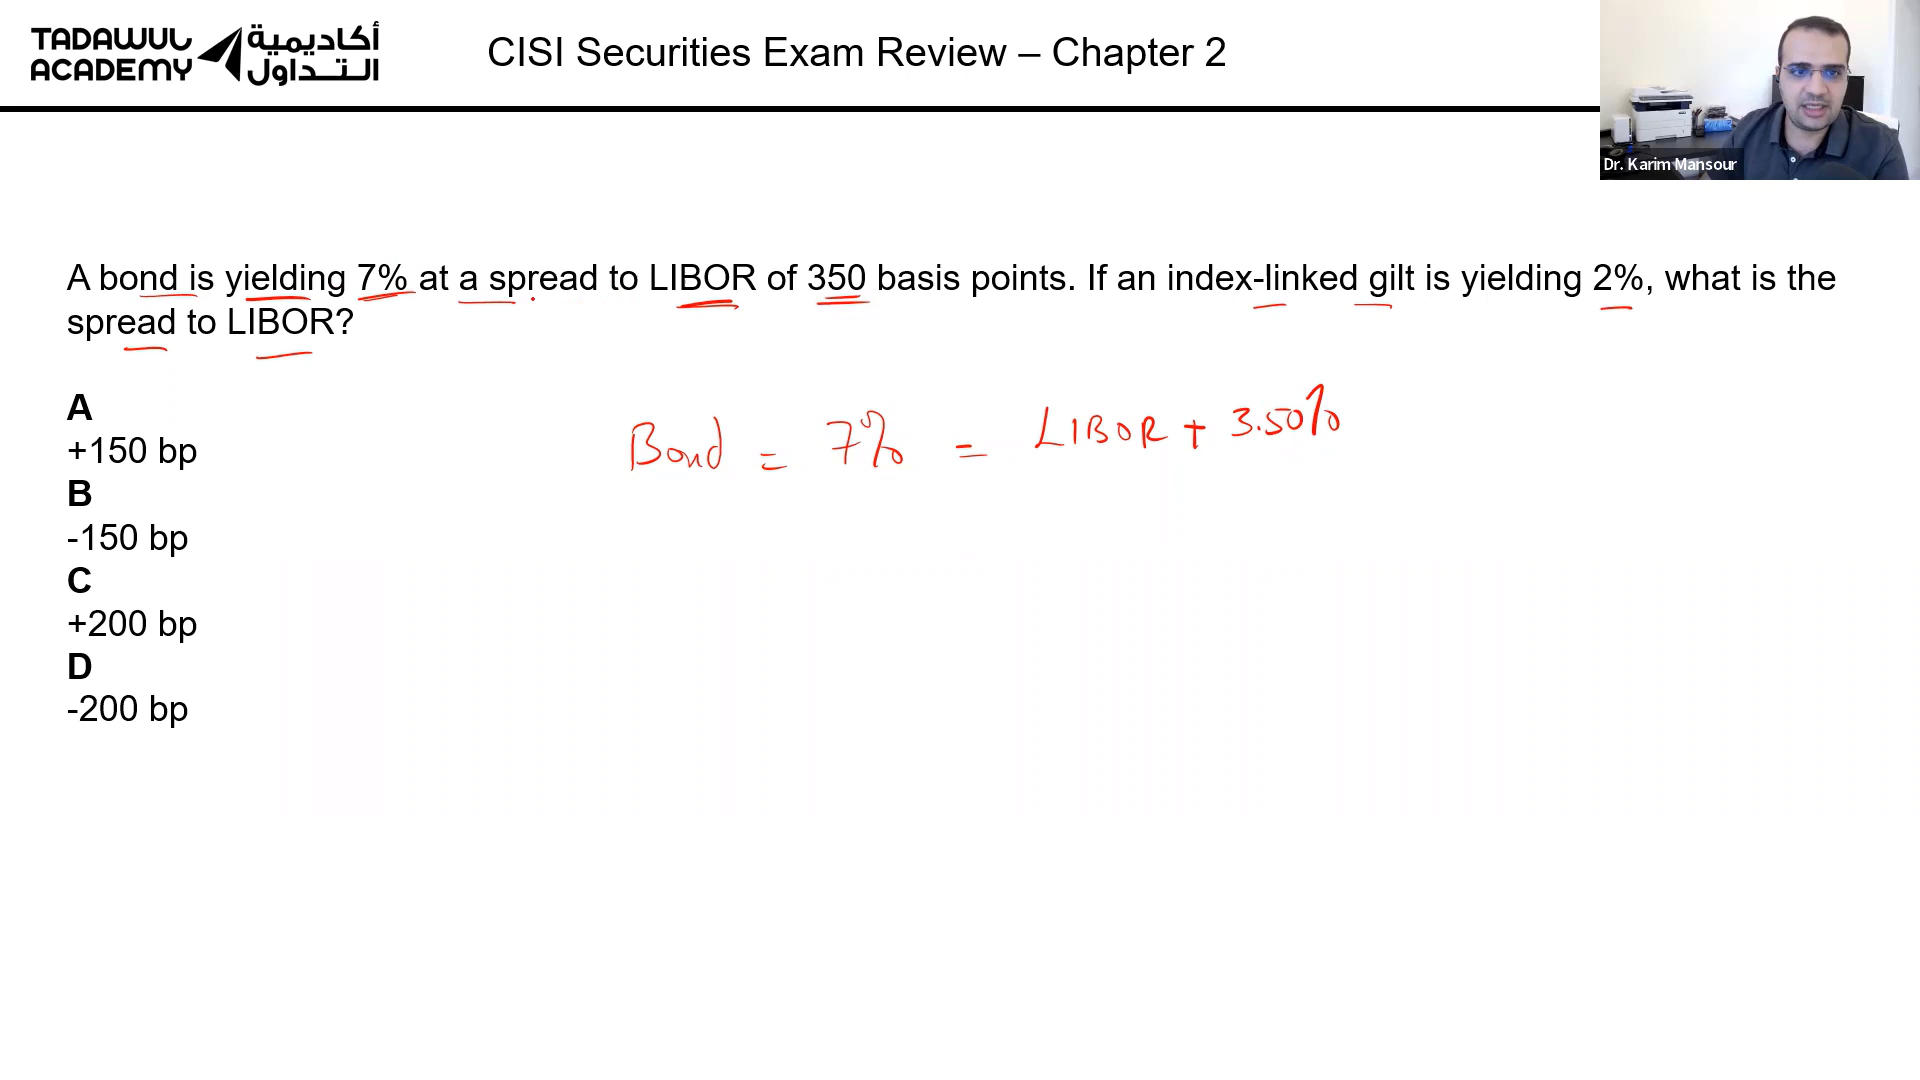 TADAWUL
ACADEMY
أكاديمية
التداول
CISI Securities Exam Review – Chapter 2
Dr. Karim Mansour
A bond is yielding 7% at a spread to LIBOR of 350 basis points. If an index-linked gilt is yielding 2%, what is the
spread to LIBOR?
A
+150 bp
B
-150 bp
C
+200 bp
D
-200 bp
Bond = 7% = LIBOR + 3.50%